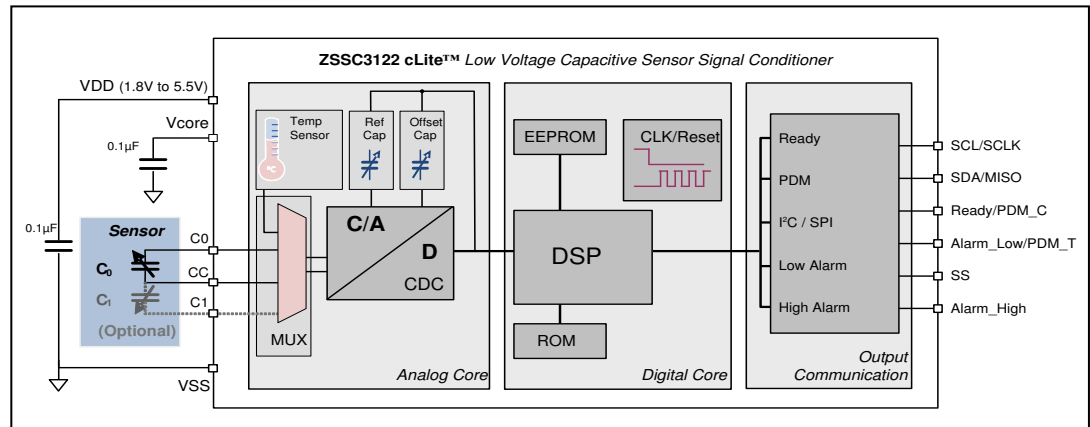 ZSSC3122 cLite™ Low Voltage Capacitive Sensor Signal Conditioner
VDD (1.8V to 5.5V)
Vcore
0.1µF
0.1µF
Sensor
C0
C0
CC
C1
C1
(Optional)
VSS
Temp
Sensor
°C
Ref
Cap
Offset
Cap
C/A
D
CDC
MUX
Analog Core
EEPROM
CLK/Reset
DSP
ROM
Digital Core
Ready
PDM
I²C / SPI
Low Alarm
High Alarm
Output
Communication
SCL/SCLK
SDA/MISO
Ready/PDM_C
Alarm_Low/PDM_T
SS
Alarm_High